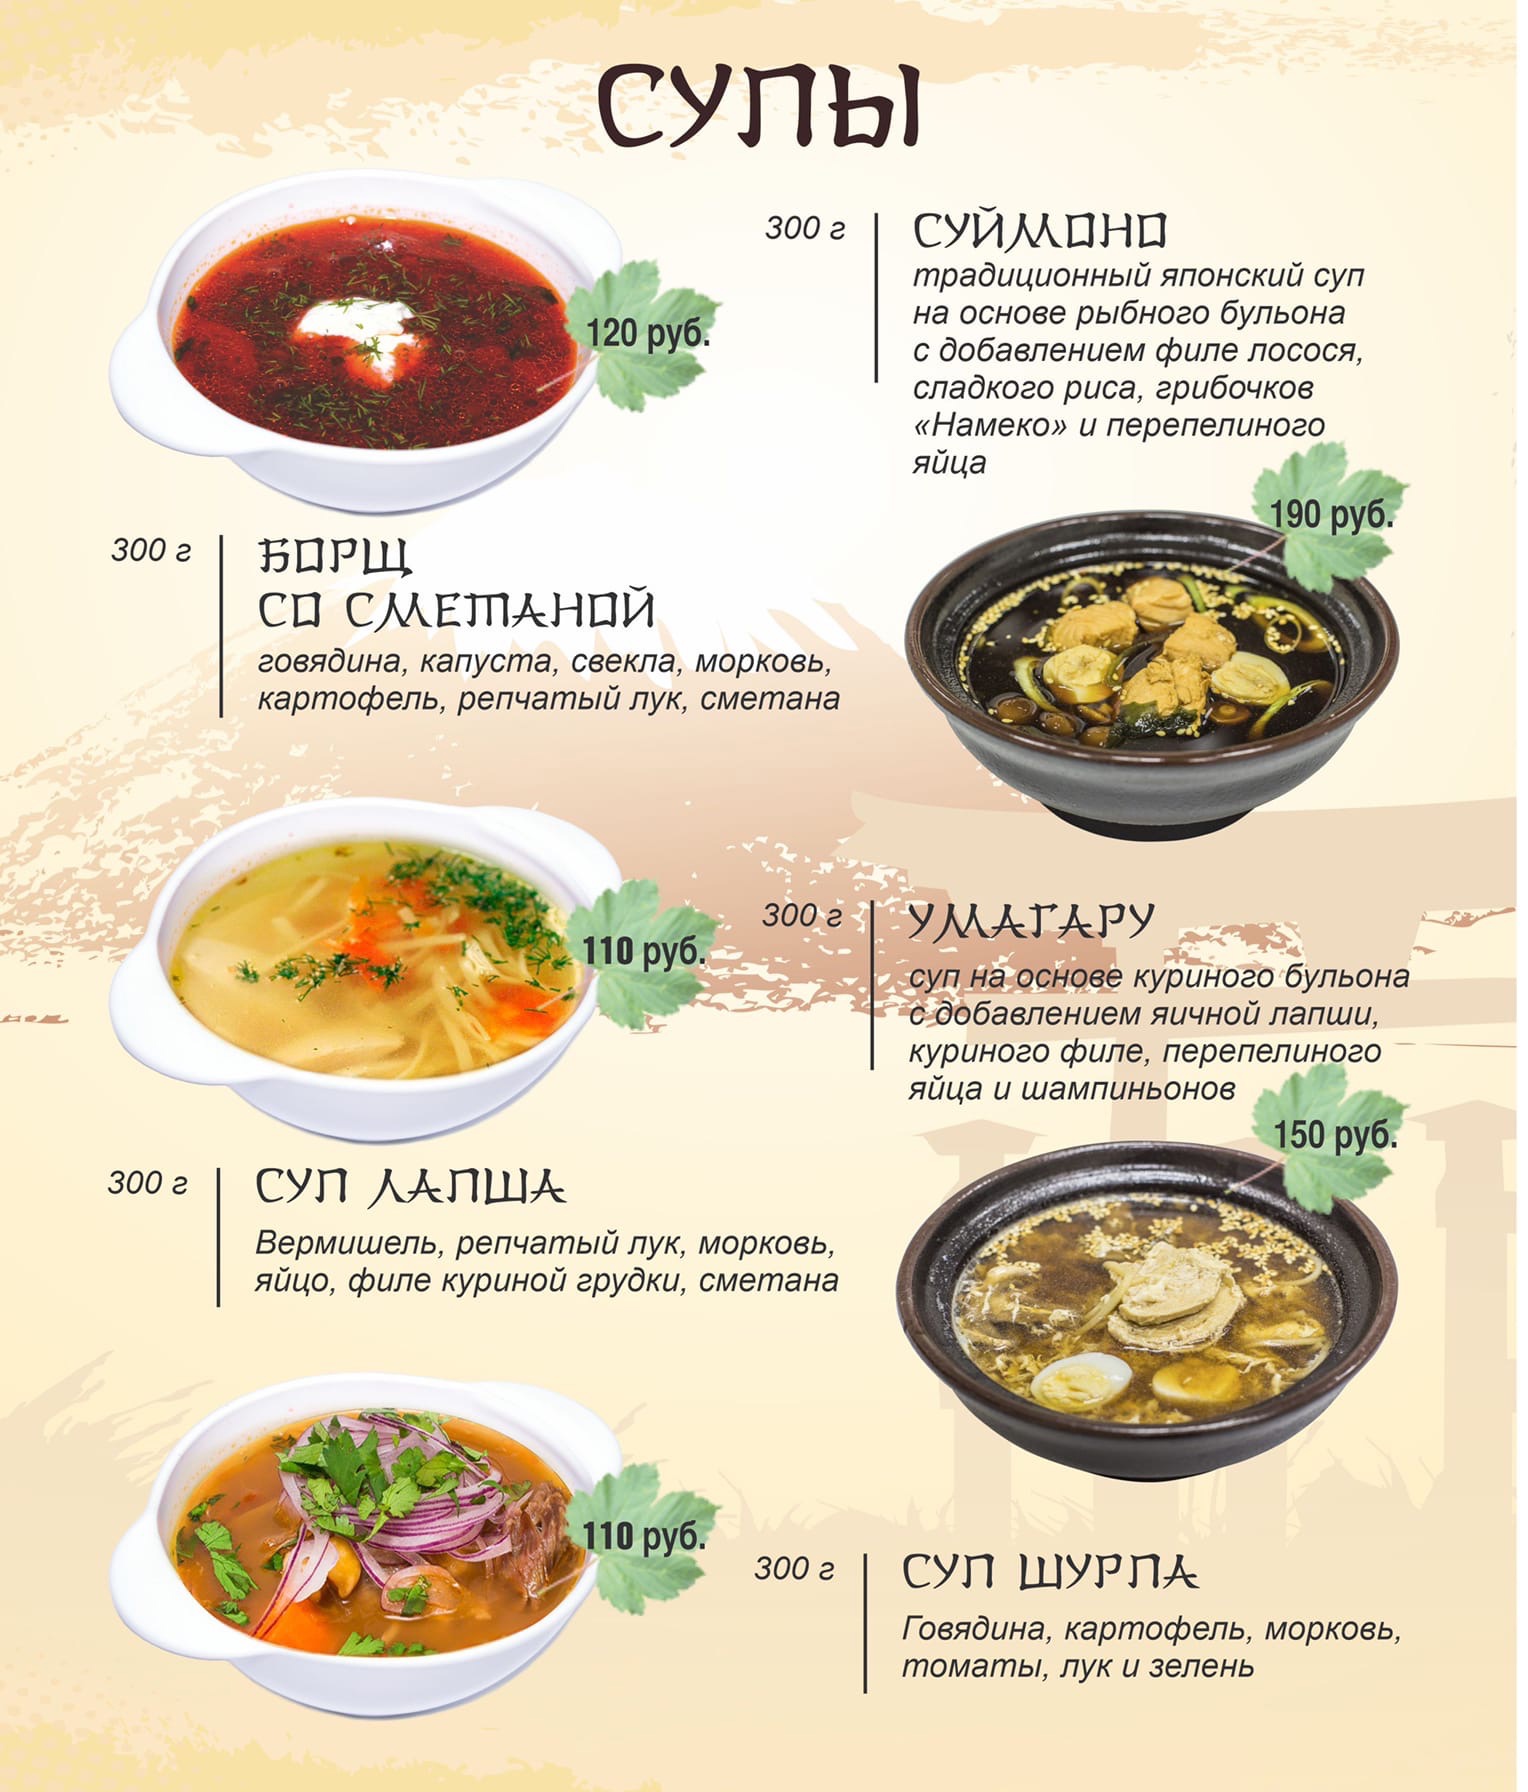 СУПЫ
120 руб.
300 г
БОРЩ
СО СМЕТАНОЙ
говядина, капуста, свекла, морковь,
картофель, репчатый лук, сметана
300 г
СУЙМОНО
традиционный японский суп
на основе рыбного бульона
с добавлением филе лосося,
сладкого риса, грибочков
«Намеко» и перепелиного
яйца
190 руб.
110 руб.
300 г
СУП ЛАПША
Вермишель, репчатый лук, морковь,
яйцо, филе куриной грудки, сметана
300 г
УМАГАРУ
суп на основе куриного бульона
с добавлением яичной лапши,
куриного филе, перепелиного
яйца и шампиньонов
150 руб.
110 руб.
300 г
СУП ШУРПА
Говядина, картофель, морковь,
томаты, лук и зелень